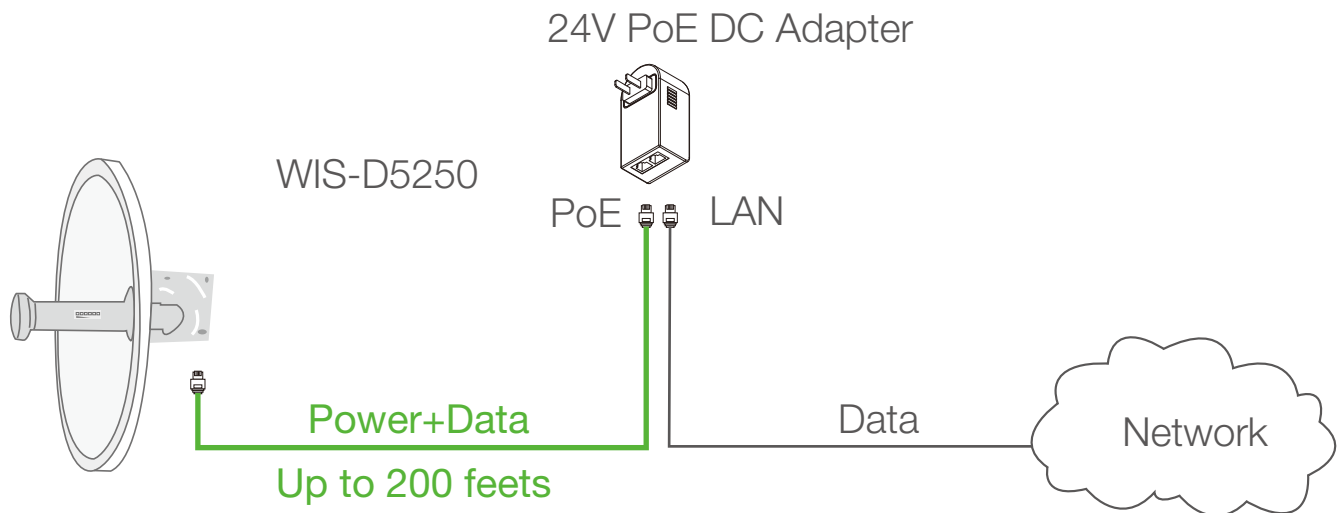 24V PoE DC Adapter
WIS-D5250
PoE
LAN
Power+Data
Data
Network
Up to 200 feets